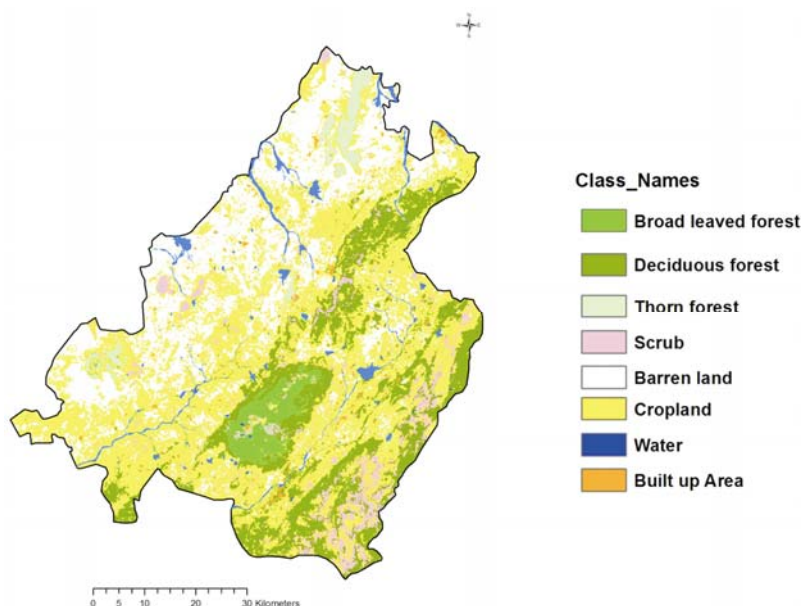 Class_Names
Broad leaved forest
Deciduous forest
Thorn forest
Scrub
Barren land
Cropland
Water
Built up Area
0 5 10 20 30 Kilometers